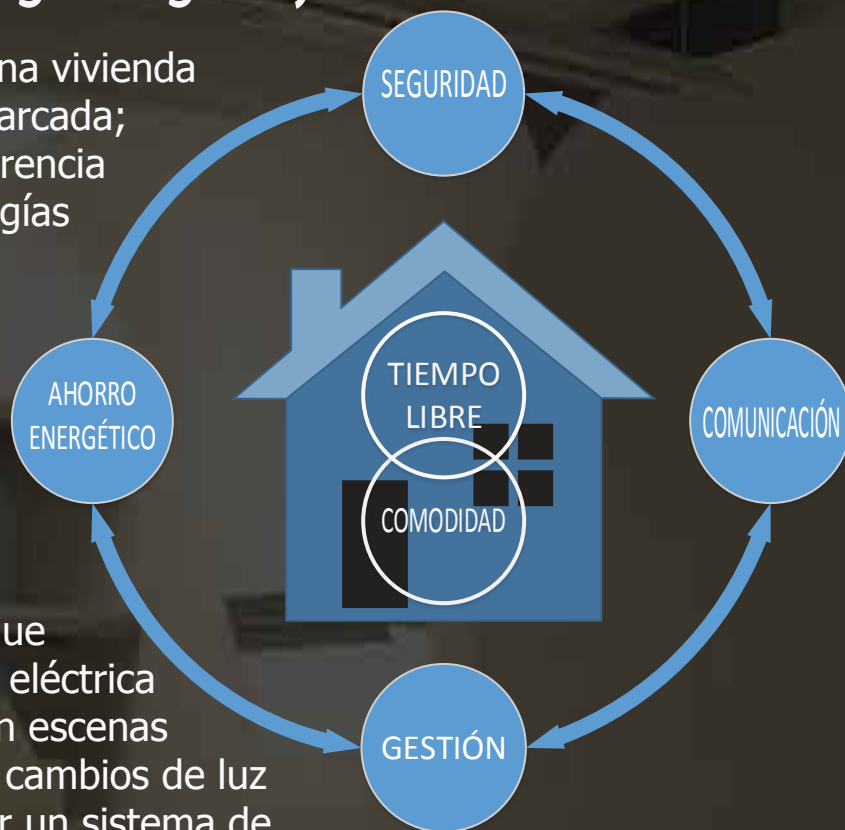 na vivienda
arcada;
rencia
gías
SEGURIDAD
AHORRO
ENERGÉTICO
TIEMPO
LIBRE
COMODIDAD
COMUNICACIÓN
GESTIÓN
ue
eléctrica
n escenas
cambios de luz
r un sistema de